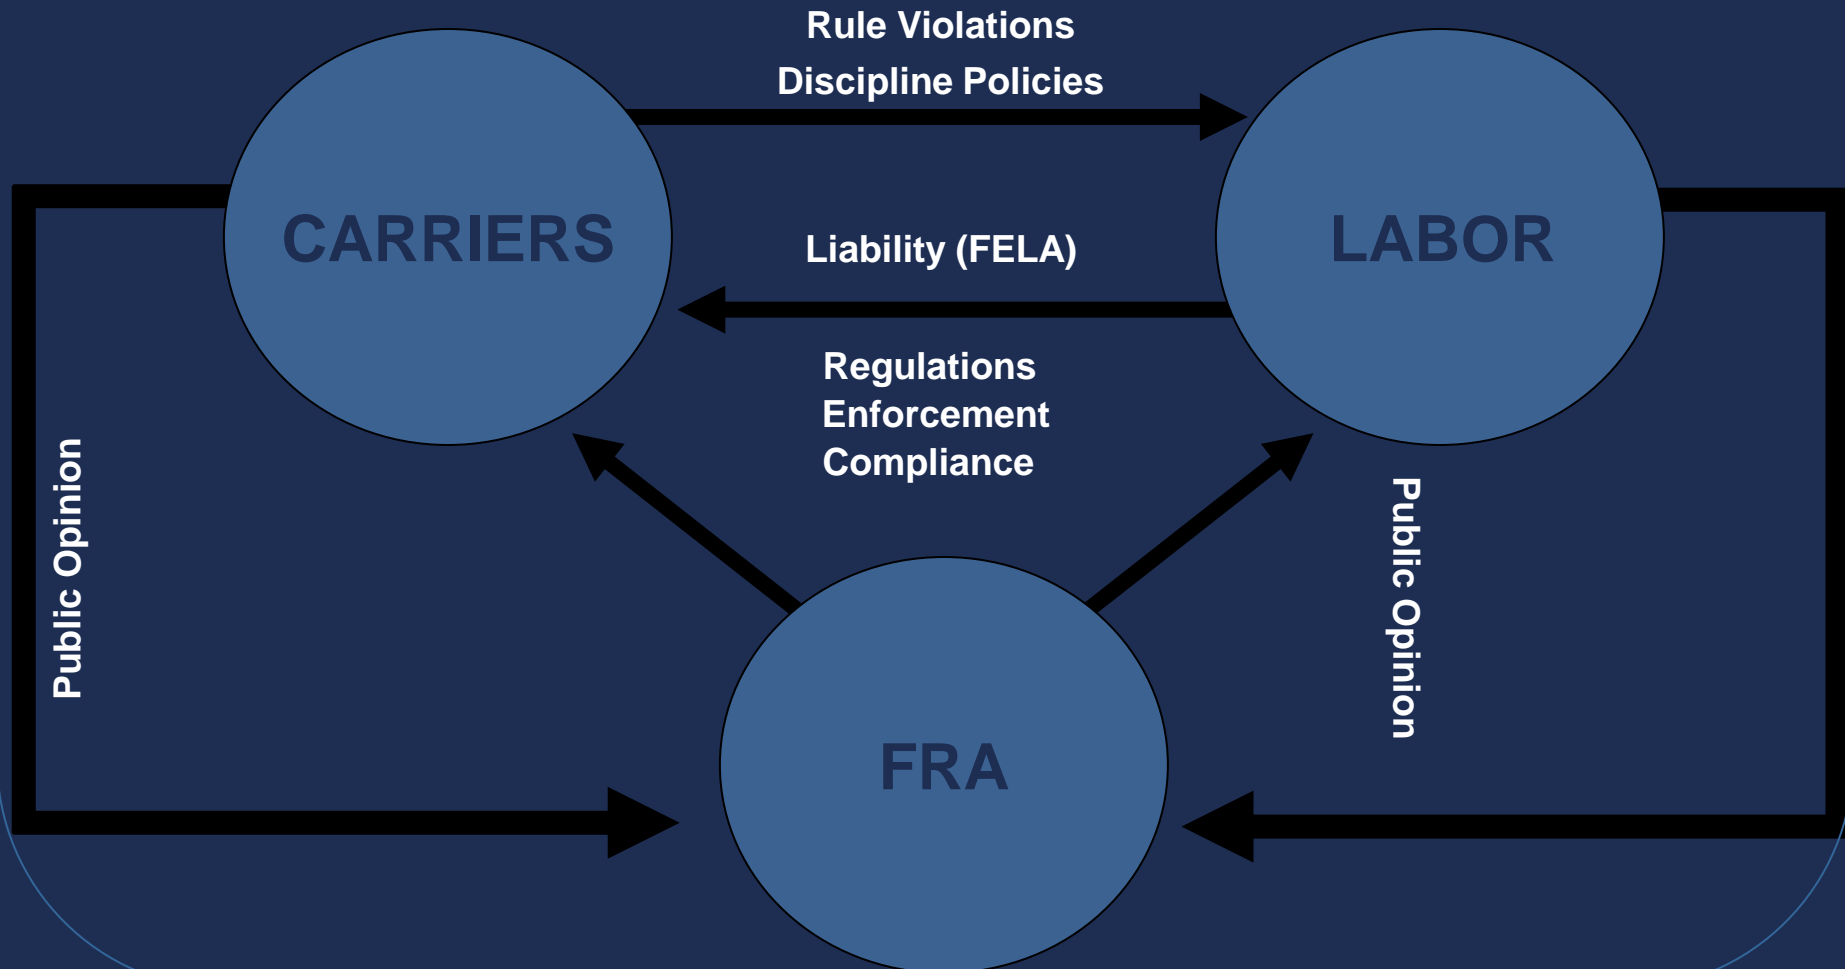 Rule Violations
Discipline Policies
CARRIERS
LABOR
Liability (FELA)
Regulations
Enforcement
Compliance
Public Opinion
Public Opinion
FRA